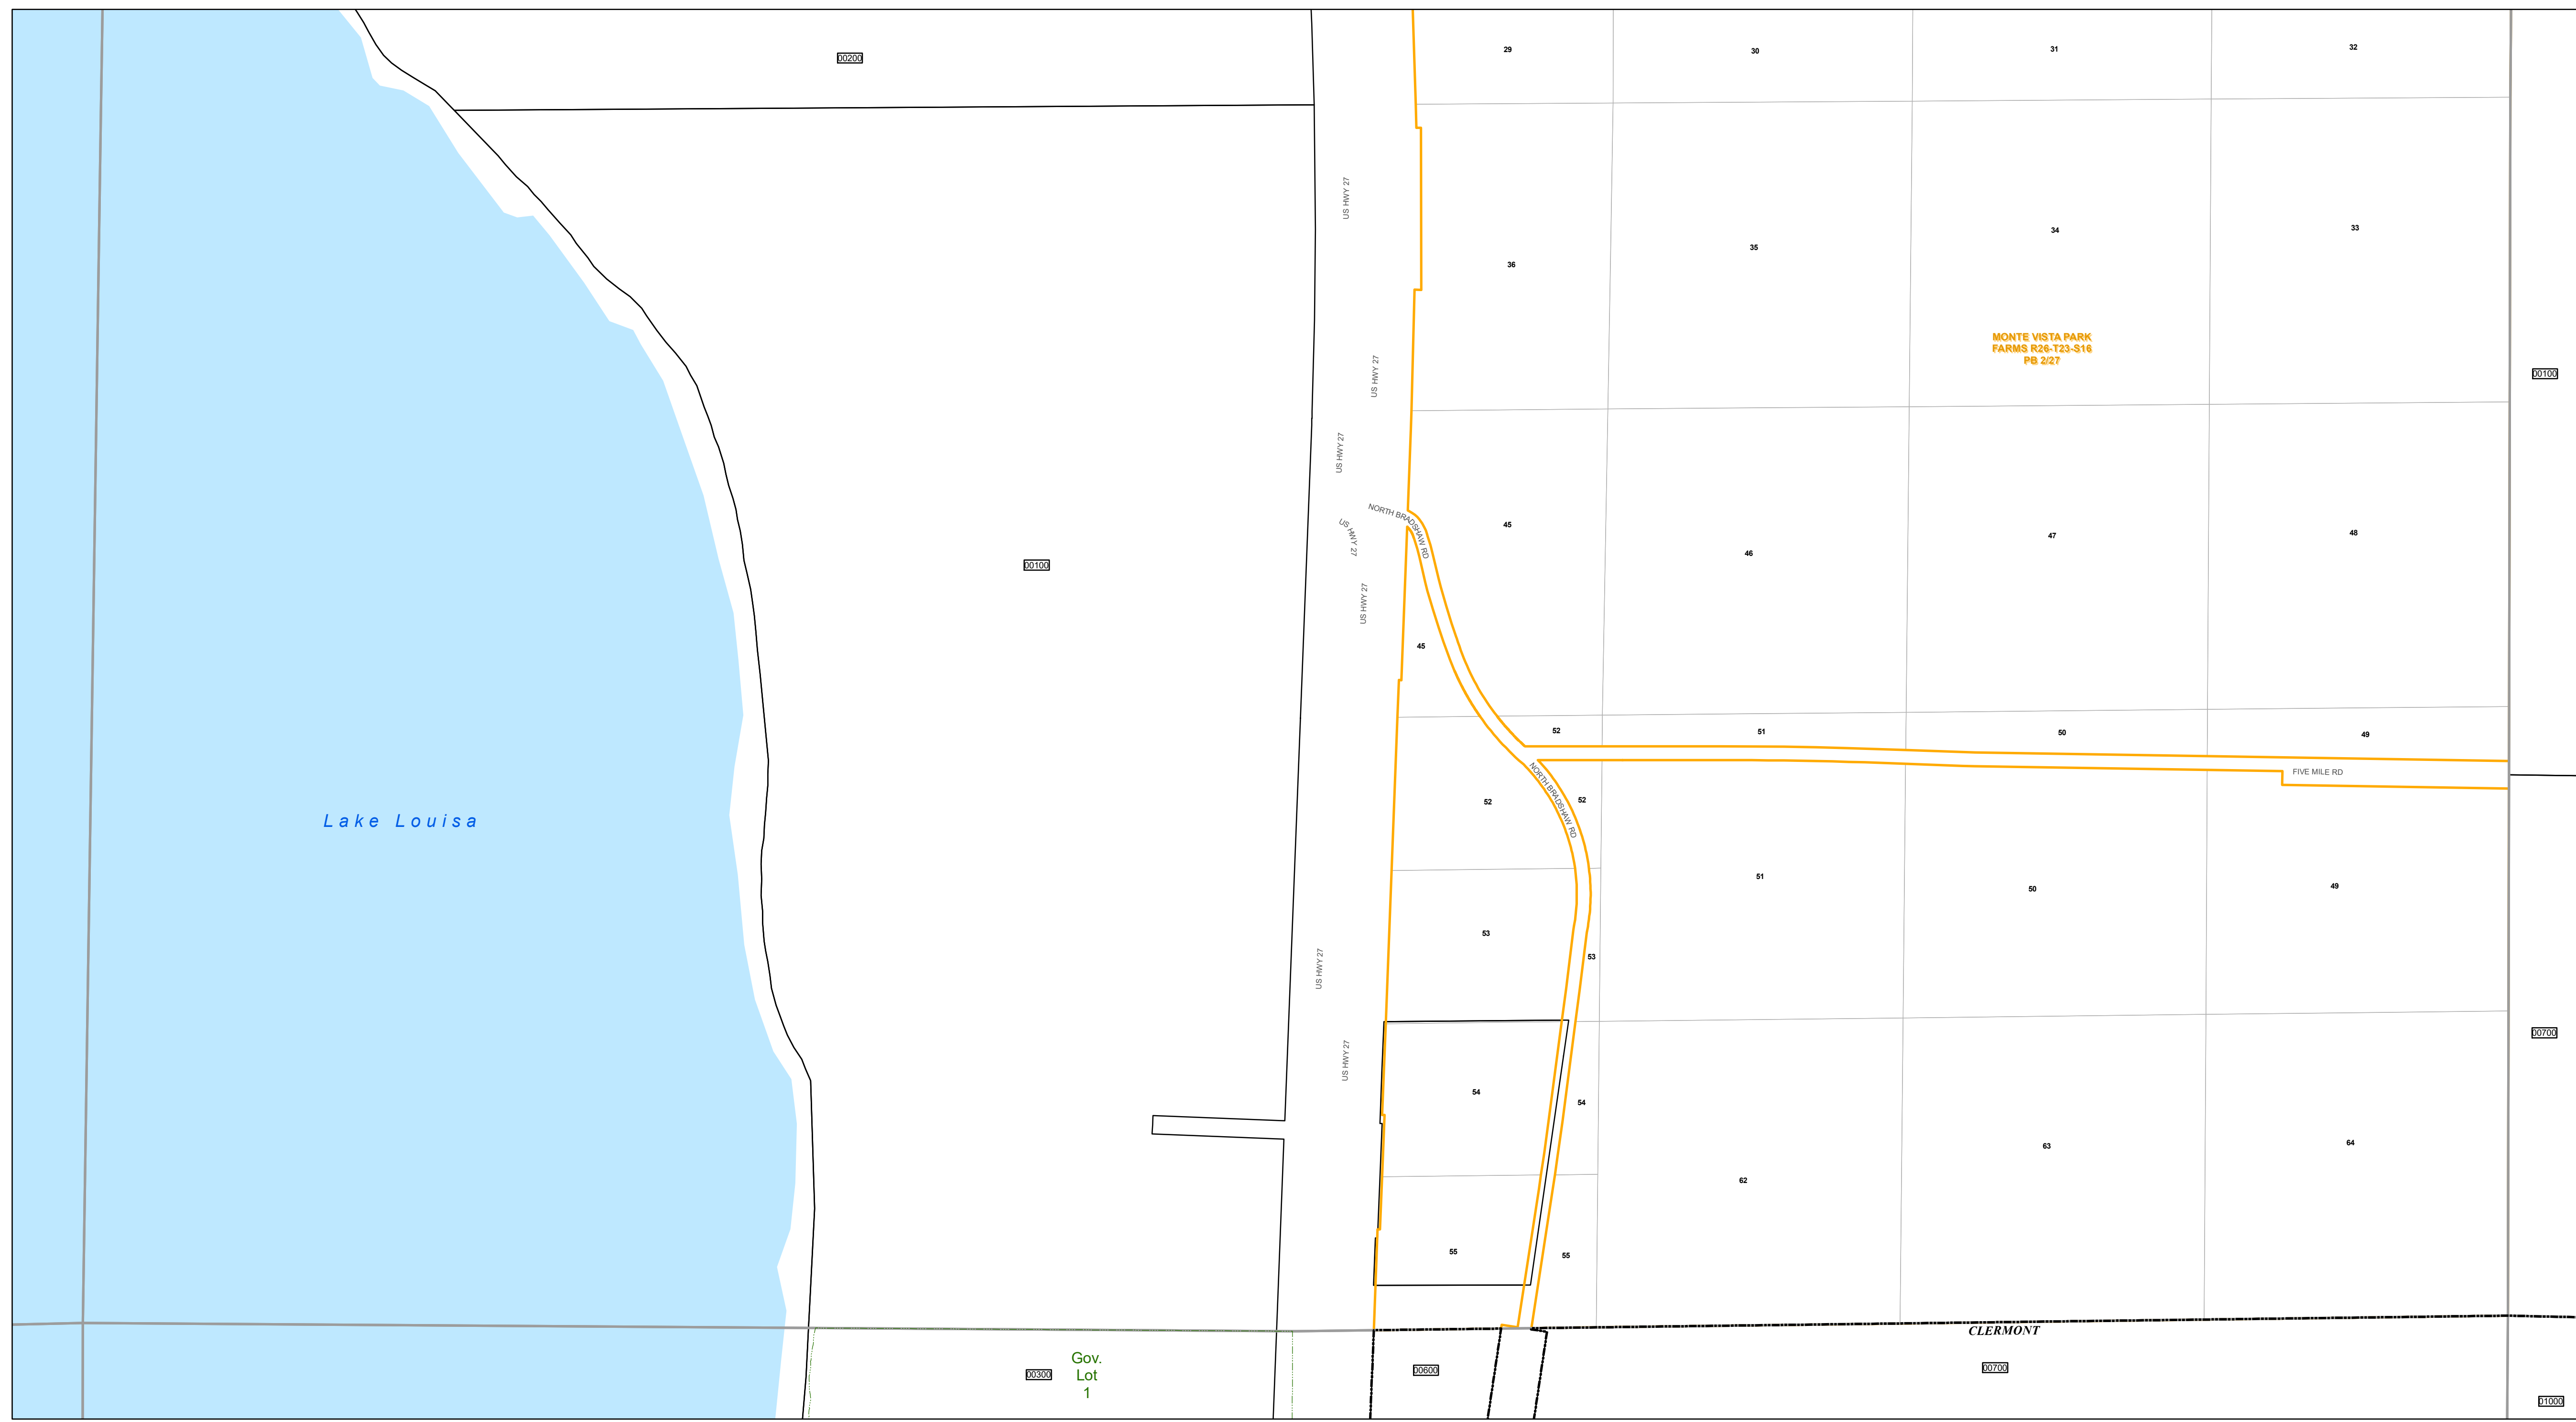 32
29
30
31
00200
US HWY 27
33
34
35
36
MONTE VISTA PARK
FARMS R26-T23-S16
PB 2/27
US HWY 27
00100
US HWY 27
NORTH BRADSHAW RD
US HWY 27
45
48
47
46
00100
US HWY 27
45
52
51
50
49
FIVE MILE RD
NORTH BRADSHAW RD
52
52
Lake Louisa
51
50
49
53
53
US HWY 27
00700
US HWY 27
54
54
63
64
62
55
55
CLERMONT
Gov.
Lot
1
00300
00600
00700
01000